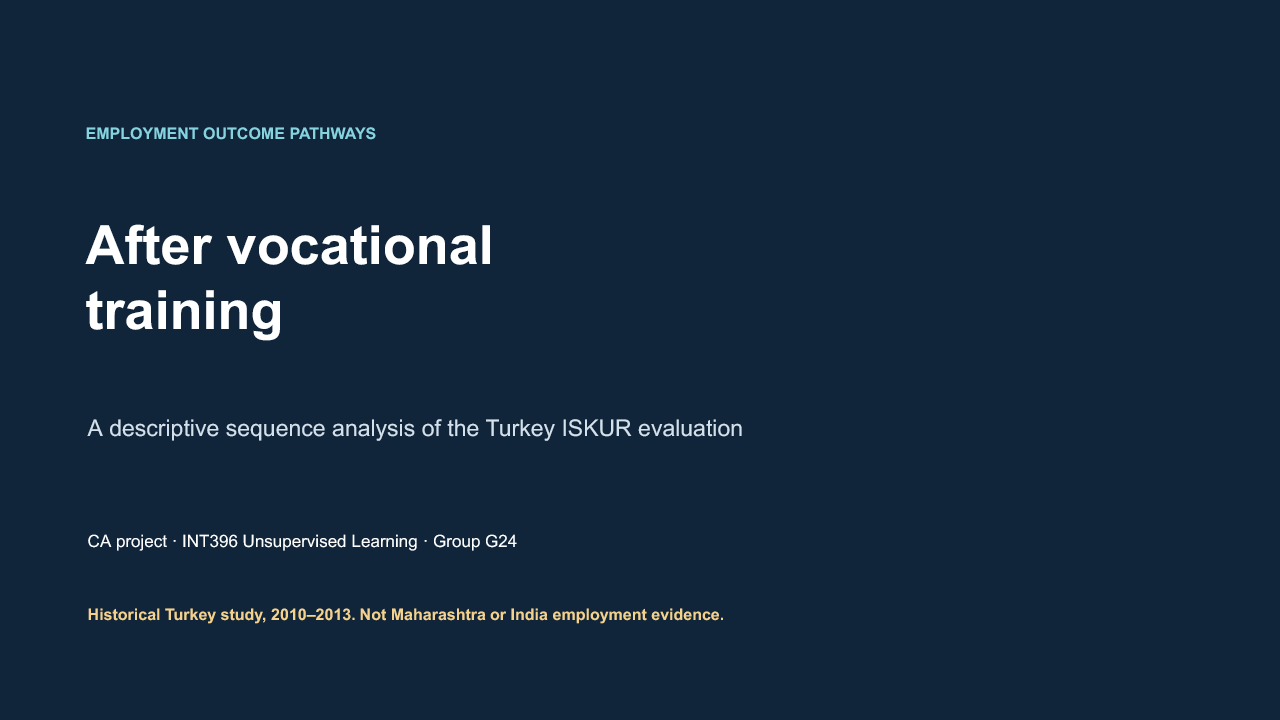 EMPLOYMENT OUTCOME PATHWAYS
After vocational
training
A descriptive sequence analysis of the Turkey ISKUR evaluation
CA project · INT396 Unsupervised Learning · Group G24
Historical Turkey study, 2010–2013. Not Maharashtra or India employment evidence.